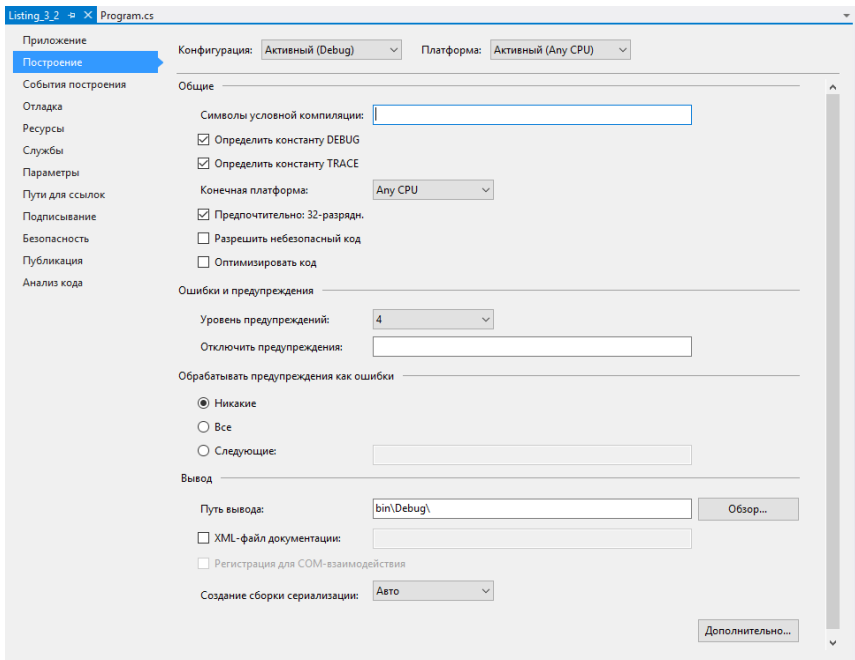 Listing_3_2 Program.cs
Приложение
Построение
События построения
Отладка
Ресурсы
Службы
Параметры
Пути для ссылок
Подписывание
Безопасность
Публикация
Анализ кода
Конфигурация: Активный (Debug) Платформа: Активный (Any CPU)
Общие
Символы условной компиляции:
Определить константу DEBUG
Определить константу TRACE
Конечная платформа: Any CPU
Предпочтительно: 32-разрядн.
Разрешить небезопасный код
Оптимизировать код
Ошибки и предупреждения
Уровень предупреждений: 4
Отключить предупреждения:
Обрабатывать предупреждения как ошибки
Никакие
Все
Следующие:
Вывод
Путь вывода: bin\Debug\ Обзор...
XML-файл документации:
Регистрация для COM-взаимодействия
Создание сборки сериализации: Авто
Дополнительно...